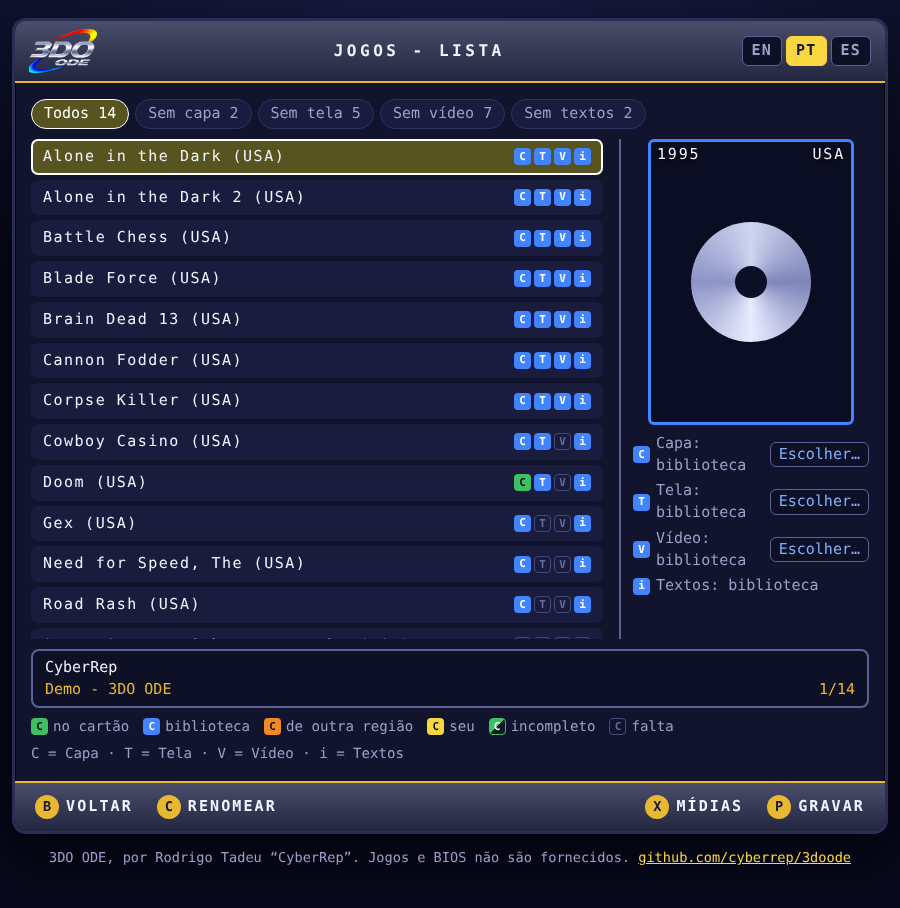 3DO ODE
JOGOS - LISTA
EN PT ES
Todos 14 Sem capa 2 Sem tela 5 Sem vídeo 7 Sem textos 2
Alone in the Dark (USA) C T V i
Alone in the Dark 2 (USA) C T V i
Battle Chess (USA) C T V i
Blade Force (USA) C T V i
Brain Dead 13 (USA) C T V i
Cannon Fodder (USA) C T V i
Corpse Killer (USA) C T V i
Cowboy Casino (USA) C T V i
Doom (USA) C T V i
Gex (USA) C T V i
Need for Speed, The (USA) C T V i
Road Rash (USA) C T V i
1995 USA
C Capa: biblioteca Escolher…
T Tela: biblioteca Escolher…
V Vídeo: biblioteca Escolher…
i Textos: biblioteca
CyberRep
Demo - 3DO ODE 1/14
C no cartão C biblioteca C de outra região C seu C incompleto C falta
C = Capa · T = Tela · V = Vídeo · i = Textos
B VOLTAR C RENOMEAR X MÍDIAS P GRAVAR
3DO ODE, por Rodrigo Tadeu “CyberRep”. Jogos e BIOS não são fornecidos. github.com/cyberrep/3doode